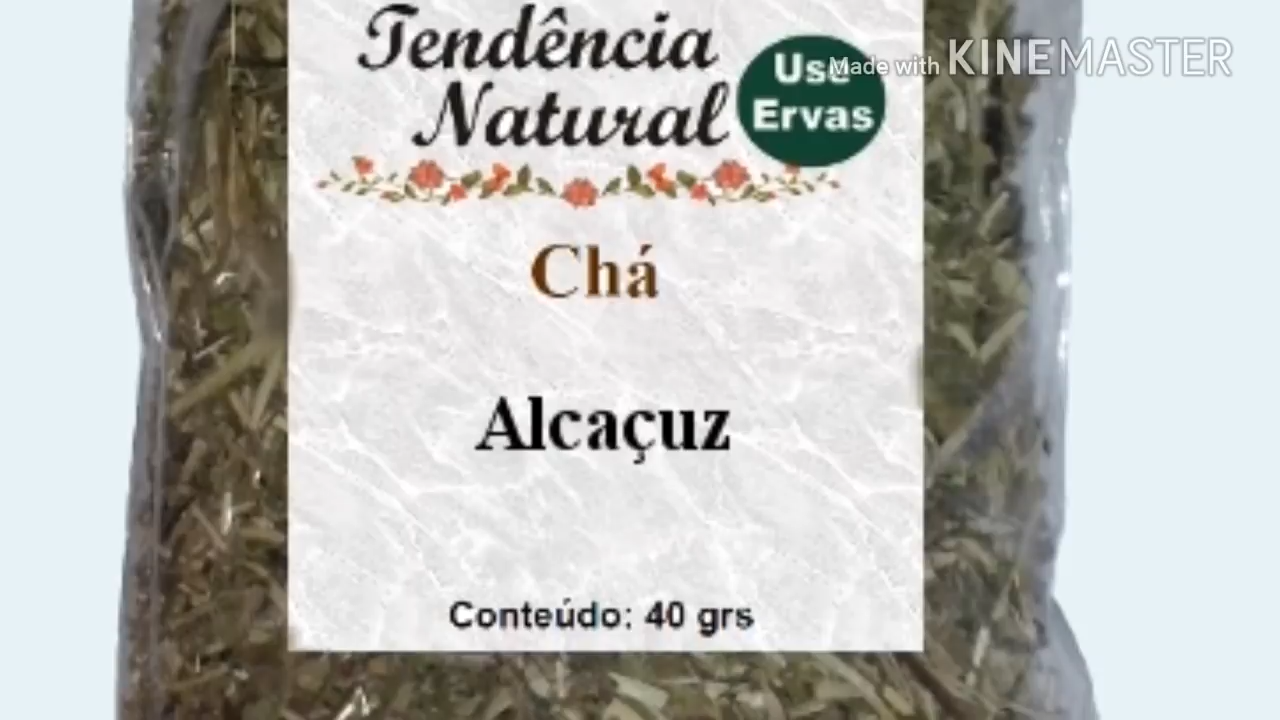 Tendência
Natural
Use
Ervas
Made with KINEMASTER
Chá
Alcaçuz
Conteúdo: 40 grs